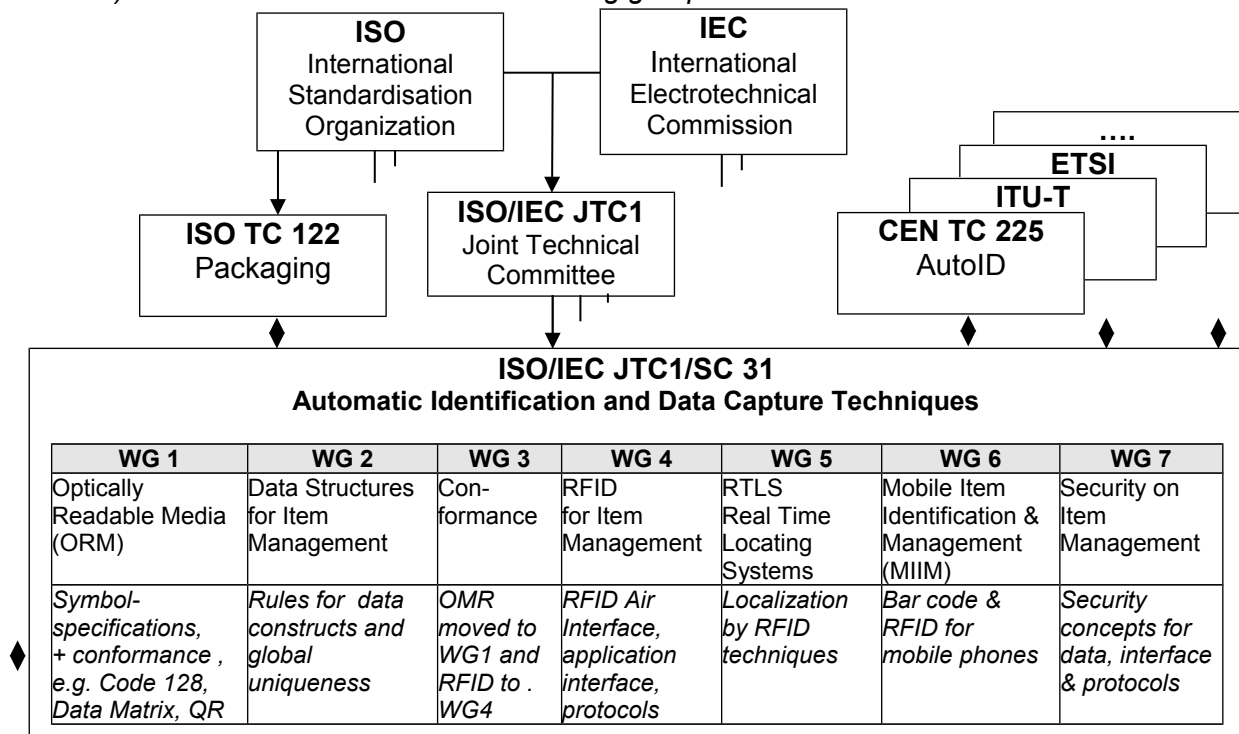 ISO
International
Standardisation
Organization
IEC
International
Electrotechnical
Commission
....
ETSI
ITU-T
CEN TC 225
AutoID
ISO TC 122
Packaging
ISO/IEC JTC1
Joint Technical
Committee
ISO/IEC JTC1/SC 31
Automatic Identification and Data Capture Techniques
WG 1
WG 2
WG 3
WG 4
WG 5
WG 6
WG 7
Optically
Readable Media
(ORM)
Data Structures
for Item
Management
Con-
formance
RFID
for Item
Management
RTLS
Real Time
Locating
Systems
Mobile Item
Identification &
Management
(MIIM)
Security on
Item
Management
Symbol-
specifications,
+ conformance ,
e.g. Code 128,
Data Matrix, QR
Rules for data
constructs and
global
uniqueness
OMR
moved to
WG1 and
RFID to .
WG4
RFID Air
Interface,
application
interface,
protocols
Localization
by RFID
techniques
Bar code &
RFID for
mobile phones
Security
concepts for
data, interface
& protocols